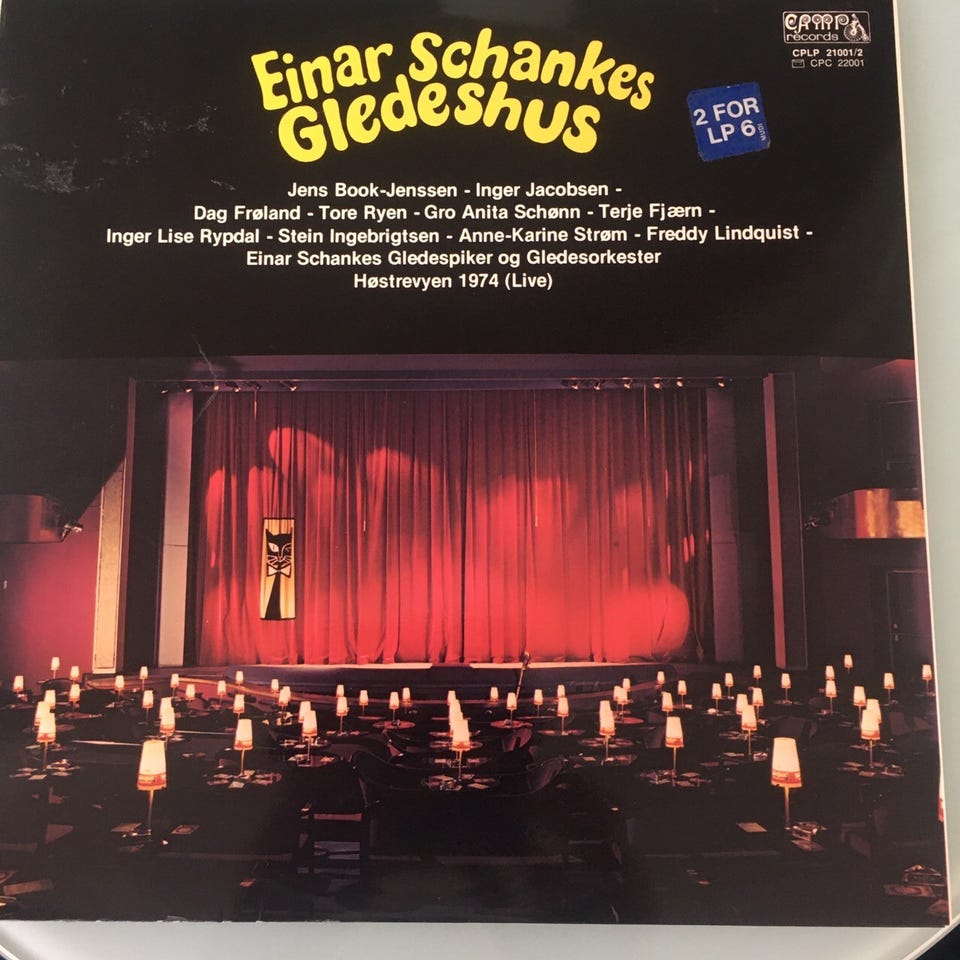 Einar Schankes
Gledeshus
CAMP
records
CPLP 21001/2
CPC 22001
2 FOR
LP 6
Jens Book-Jenssen - Inger Jacobsen -
Dag Frøland - Tore Ryen - Gro Anita Schønn - Terje Fjærn -
Inger Lise Rypdal - Stein Ingebrigtsen - Anne-Karine Strøm - Freddy Lindquist -
Einar Schankes Gledespiker og Gledesorkester
Høstrevyen 1974 (Live)